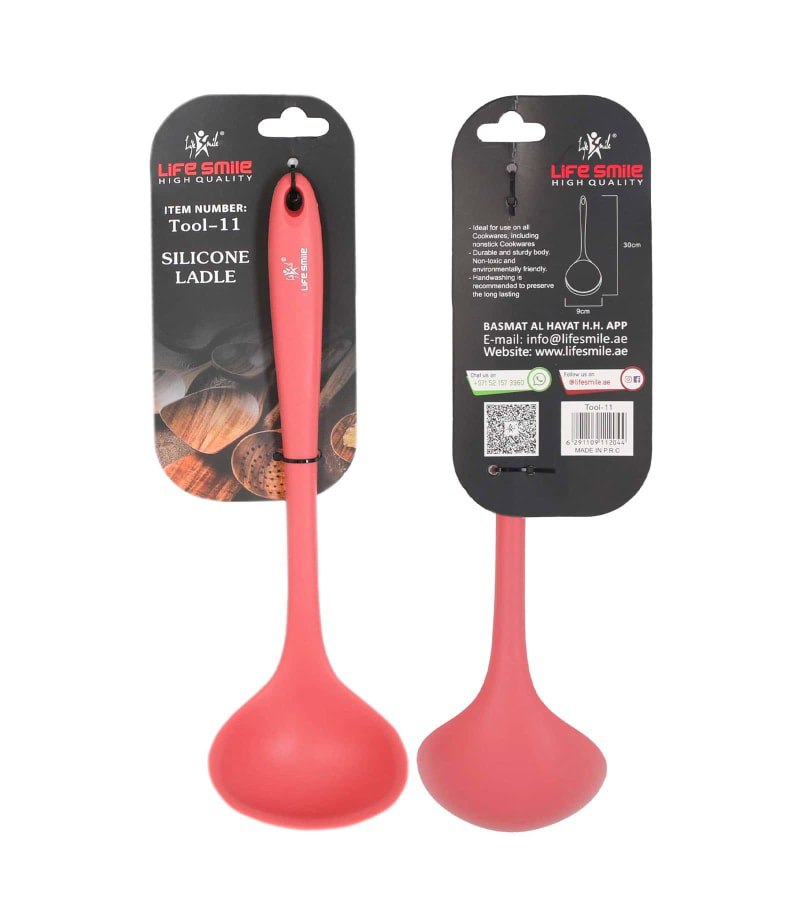 Life Smile ®
LIFE SMILE
HIGH QUALITY
ITEM NUMBER:
Tool-11
SILICONE
LADLE
Life Smile ®
LIFE SMILE
Life Smile ®
LIFE SMILE
HIGH QUALITY
- Ideal for use on all
Cookwares, including
nonstick Cookwares
- Durable and sturdy body.
Non-toxic and
environmentally friendly.
- Handwashing is
recommended to preserve
the long lasting
30cm
9cm
BASMAT AL HAYAT H.H. APP
E-mail: info@lifesmile.ae
Website: www.lifesmile.ae
Chat us on
+971 52 157 3960
Follow us on
@lifesmile.ae
Tool-11
6 291109 112044
MADE IN P.R.C